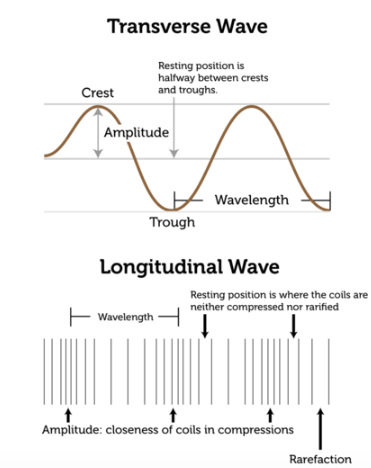 Transverse Wave
Resting position is
halfway between crests
and troughs.
Crest
Amplitude
Wavelength
Trough
Longitudinal Wave
Resting position is where the coils are
neither compressed nor rarified
Wavelength
Amplitude: closeness of coils in compressions
Rarefaction